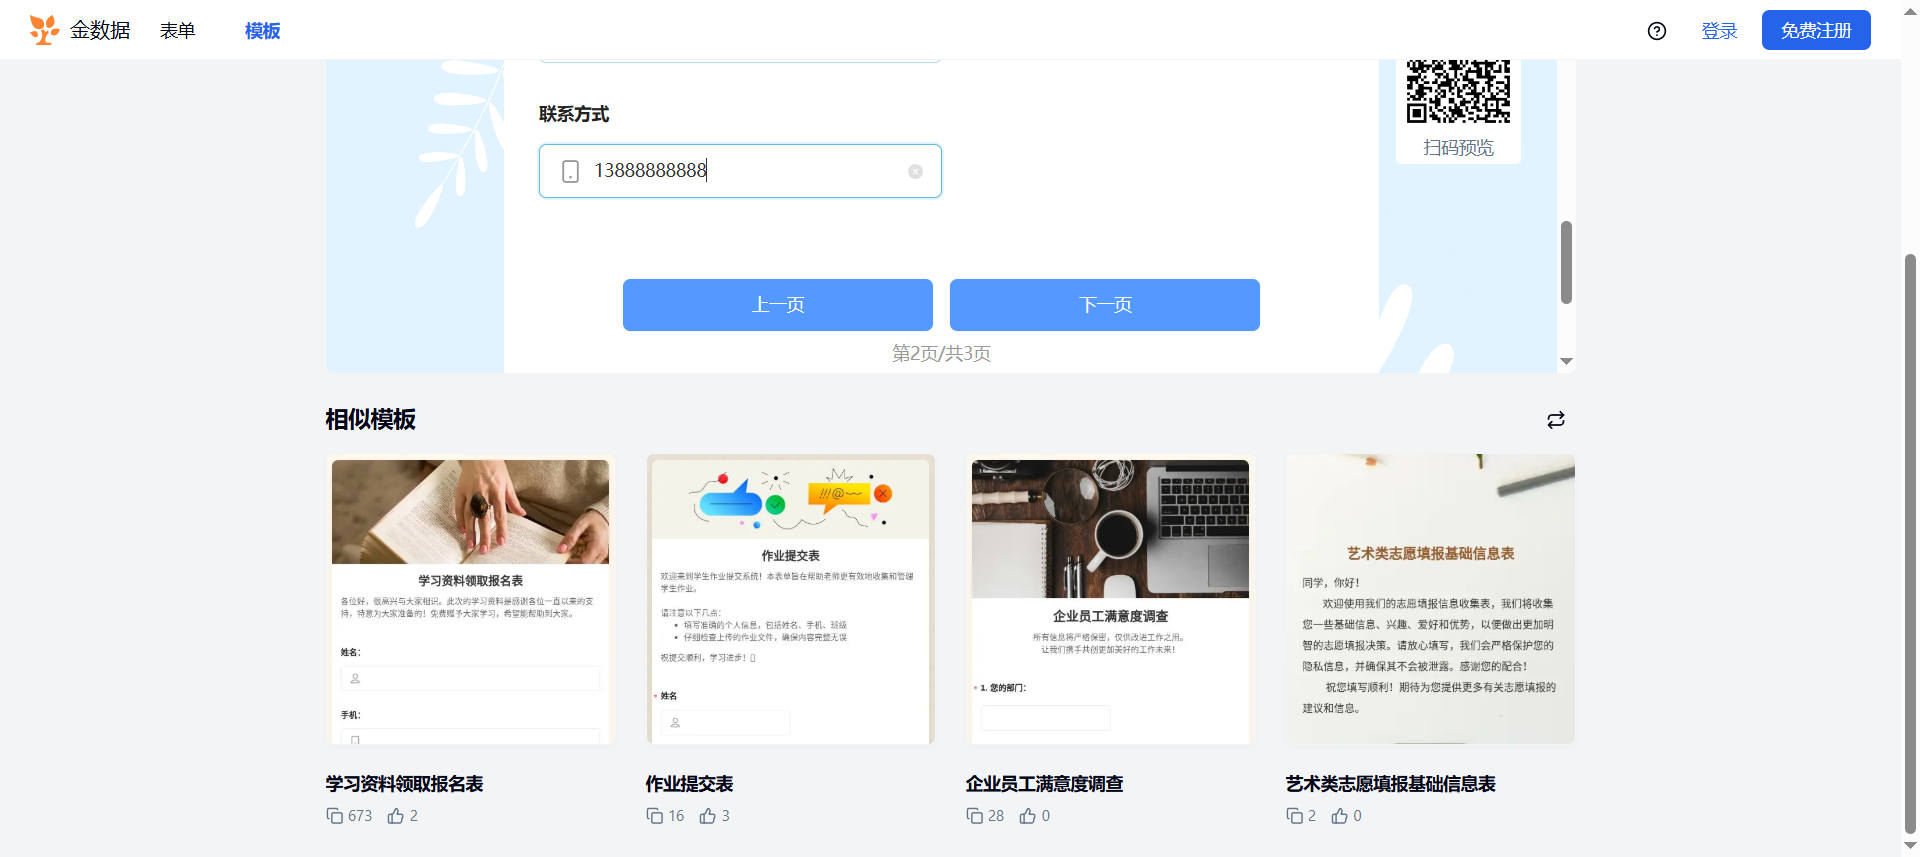 金数据
表单
模板
登录
免费注册
联系方式
13888888888
扫码预览
上一页
下一页
第2页/共3页
相似模板
学习资料领取报名表
各位好，很高兴与大家相识。此次的学习资料是感谢各位一直以来的支
持，特意为大家准备的！免费赠予大家学习，希望能帮助到大家。
姓名：
手机：
!!!@~~
作业提交表
欢迎来到学生作业提交系统！本表单旨在帮助老师更有效地收集和管理
学生作业。
请注意以下几点：
• 填写准确的个人信息，包括姓名、手机、班级
• 仔细检查上传的作业文件，确保内容完整无误
祝提交顺利，学习进步！
* 姓名
企业员工满意度调查
所有信息将严格保密，仅供改进工作之用。
让我们携手共创更加美好的工作未来！
* 1. 您的部门：
艺术类志愿填报基础信息表
同学，你好！
欢迎使用我们的志愿填报信息收集表，我们将收集
您一些基础信息、兴趣、爱好和优势，以便做出更加明
智的志愿填报决策。请放心填写，我们会严格保护您的
隐私信息，并确保其不会被泄露。感谢您的配合！
祝您填写顺利！期待为您提供更多有关志愿填报的
建议和信息。
学习资料领取报名表
673 2
作业提交表
16 3
企业员工满意度调查
28 0
艺术类志愿填报基础信息表
2 0